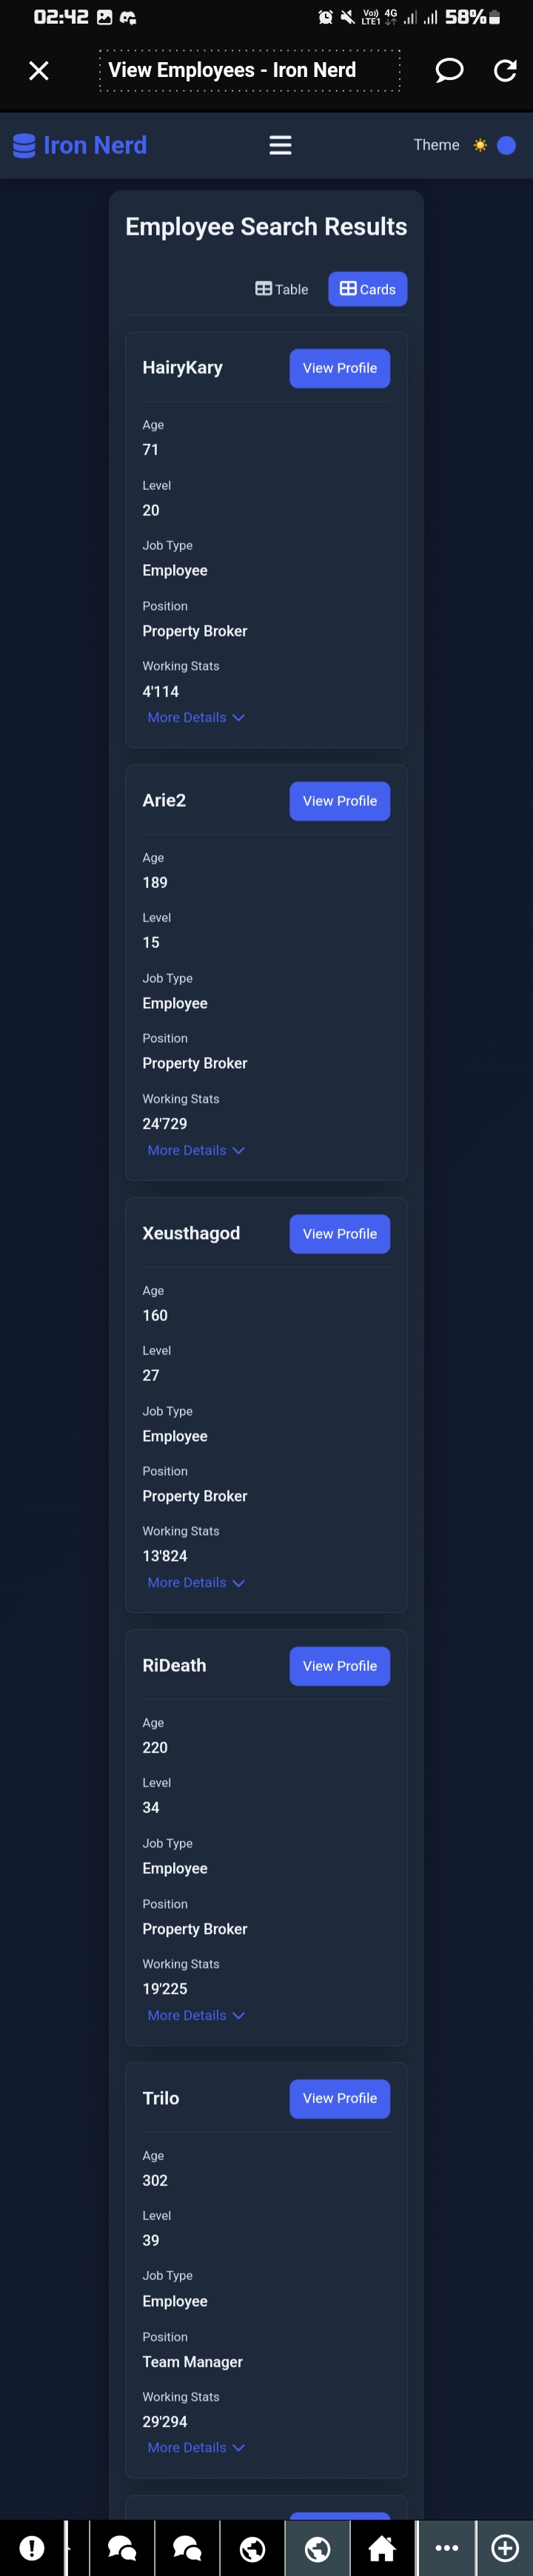 02:42
Vo)) 4G
LTE1
58%
View Employees - Iron Nerd
Iron Nerd
Theme
Employee Search Results
Table
Cards
HairyKary
View Profile
Age
71
Level
20
Job Type
Employee
Position
Property Broker
Working Stats
4'114
More Details
Arie2
View Profile
Age
189
Level
15
Job Type
Employee
Position
Property Broker
Working Stats
24'729
More Details
Xeusthagod
View Profile
Age
160
Level
27
Job Type
Employee
Position
Property Broker
Working Stats
13'824
More Details
RiDeath
View Profile
Age
220
Level
34
Job Type
Employee
Position
Property Broker
Working Stats
19'225
More Details
Trilo
View Profile
Age
302
Level
39
Job Type
Employee
Position
Team Manager
Working Stats
29'294
More Details